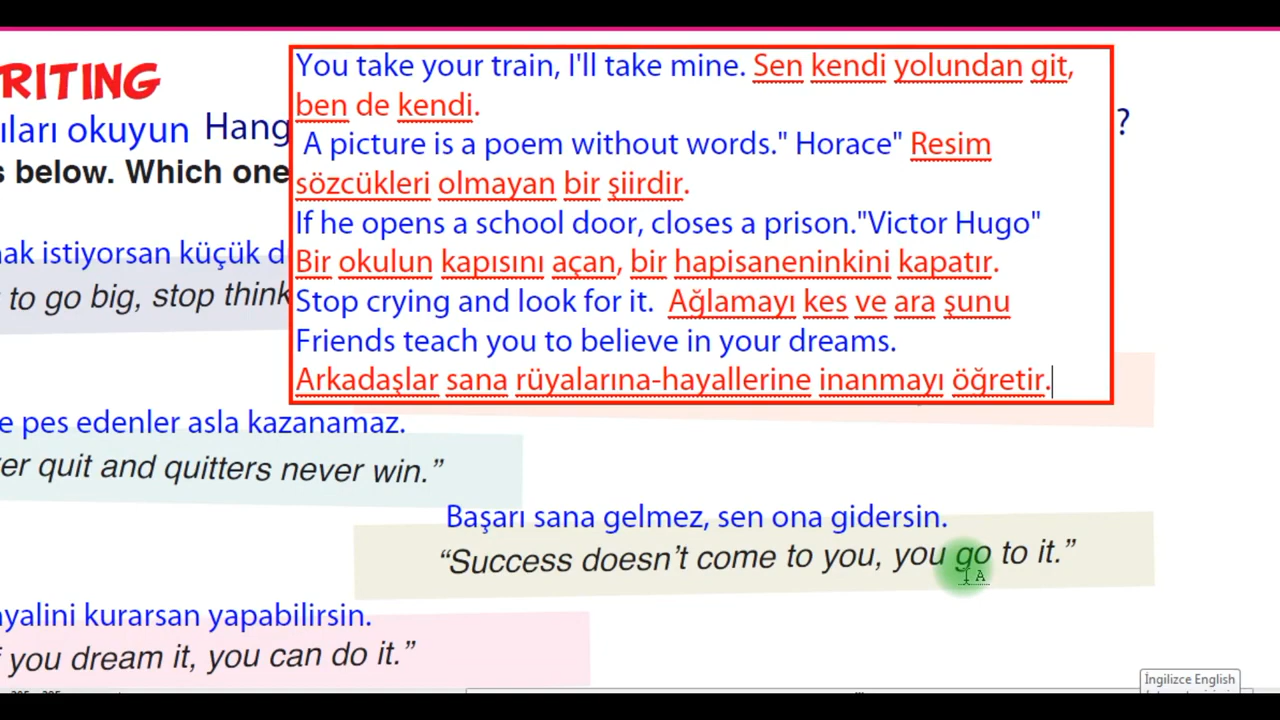 RITING
ıları okuyun Hang
?
s below. Which one
You take your train, I'll take mine. Sen kendi yolundan git,
ben de kendi.
A picture is a poem without words." Horace" Resim
sözcükleri olmayan bir şiirdir.
If he opens a school door, closes a prison."Victor Hugo"
Bir okulun kapısını açan, bir hapisaneninkini kapatır.
Stop crying and look for it. Ağlamayı kes ve ara şunu
Friends teach you to believe in your dreams.
Arkadaşlar sana rüyalarına-hayallerine inanmayı öğretir.
ak istiyorsan küçük d
to go big, stop think
e pes edenler asla kazanamaz.
er quit and quitters never win.”
Başarı sana gelmez, sen ona gidersin.
“Success doesn’t come to you, you go to it.”
yalini kurarsan yapabilirsin.
f you dream it, you can do it.”
A
İngilizce English